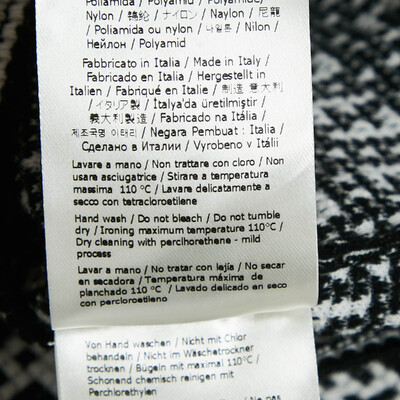 Poliamida / Polyamid / Polyamide /
Nylon / 錦纶 / ナイロン / Naylon / 尼龍
/ Poliamida ou nylon / 나일론 / Nilon /
Нейлон / Polyamid
Fabbricato in Italia / Made in Italy /
Fabricado en Italia / Hergestellt in
Italien / Fabriqué en Italie / 制造 意大利
/ イタリア製 / İtalya'da üretilmiştir /
義大利製造 / Fabricado na Itália /
제조국명 이태리 / Negara Pembuat : Italia /
Сделано в Италии / Vyrobeno v Itálii
Lavare a mano / Non trattare con cloro / Non
usare asciugatrice / Stirare a temperatura
massima 110 °C / Lavare delicatamente a
secco con tetracloroetilene
Hand wash / Do not bleach / Do not tumble
dry / Ironing maximum temperature 110°C /
Dry cleaning with perclhorethene - mild
process
Lavar a mano / No tratar con lejía / No secar
en secadora / Temperatura máxima de
planchado 110 °C / Lavado delicado en seco
con percloroetileno
Von Hand waschen / Nicht mit Chlor
behandeln / Nicht im Wäschetrockner
trocknen / Bügeln mit maximal 110°C /
Schonend chemisch reinigen mit
Perchlorethylen